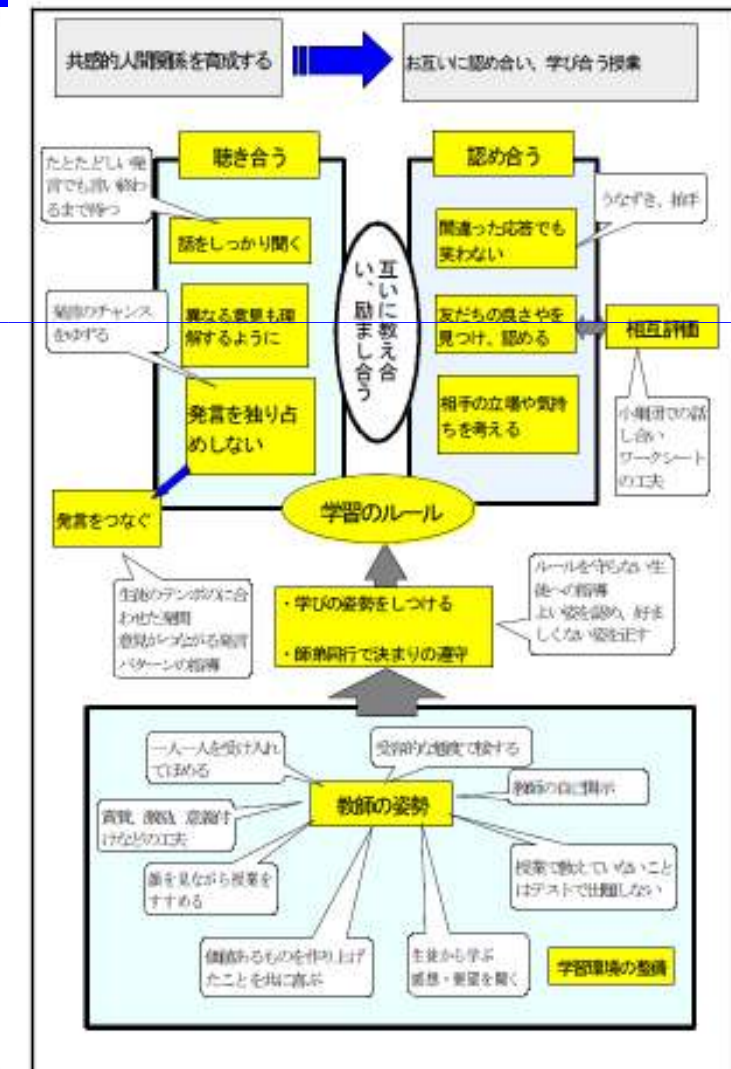 共感的人間関係を育成する
お互いに認め合い、学び合う授業
聴き合う
認め合う
たとたどしい発
言でも言い終わ
るまで待つ
うなずき、拍手
話をしっかり聞く
間違った応答でも
笑わない
互いに教え合
い、励まし合う
発言のチャンス
をゆずる
異なる意見も理
解するように
友だちの良さやを
見つけ、認める
相互評価
発言を独り占
めしない
相手の立場や気持
ちを考える
小集団での話
し合い
ワークシート
の工夫
学習のルール
発言をつなぐ
生徒のテンポのに合
わせた発問
意見がつながる発言
パターンの指導
・学びの姿勢をしつける
・師弟同行で決まりの遵守
ルールを守らない生
徒への指導
よい姿を認め、好ま
しくない姿を正す
一人一人を受け入れ
てほめる
受容的な態度で接する
教師の自己開示
教師の姿勢
賞賛、激励、意義付
けなどの工夫
顔を見ながら授業を
すすめる
授業で教えていないこと
はテストで出題しない
価値あるものを作り上げ
たことを共に喜ぶ
生徒から学ぶ
感想・要望を聞く
学習環境の整備